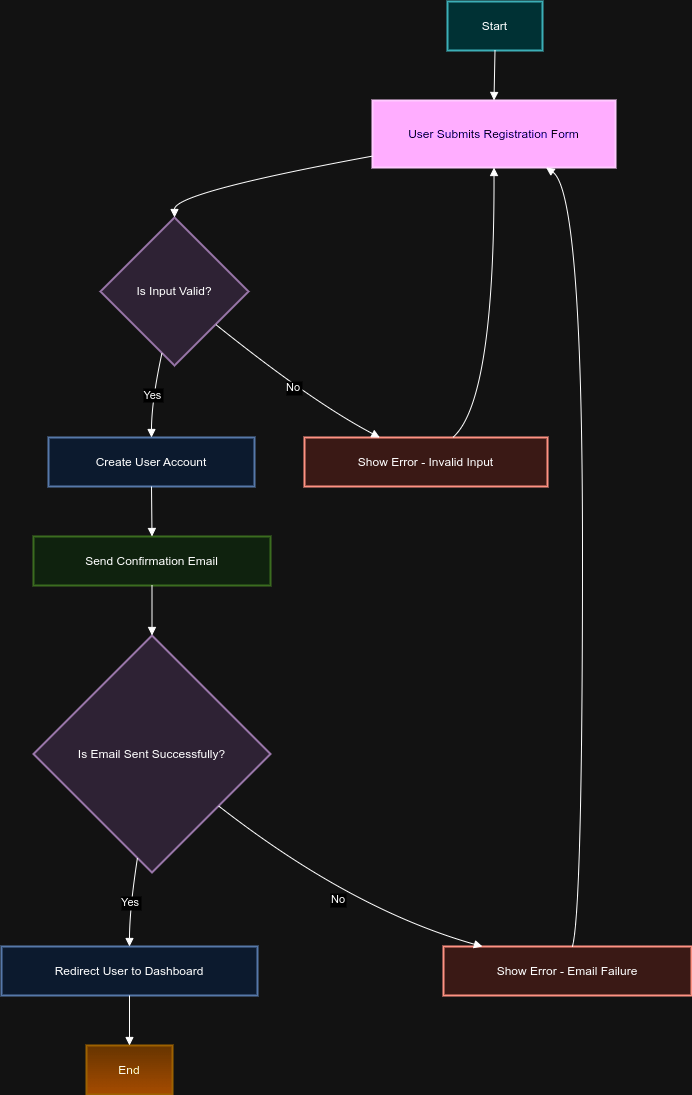 Start
User Submits Registration Form
Is Input Valid?
Yes
No
Create User Account
Show Error - Invalid Input
Send Confirmation Email
Is Email Sent Successfully?
Yes
No
Redirect User to Dashboard
Show Error - Email Failure
End